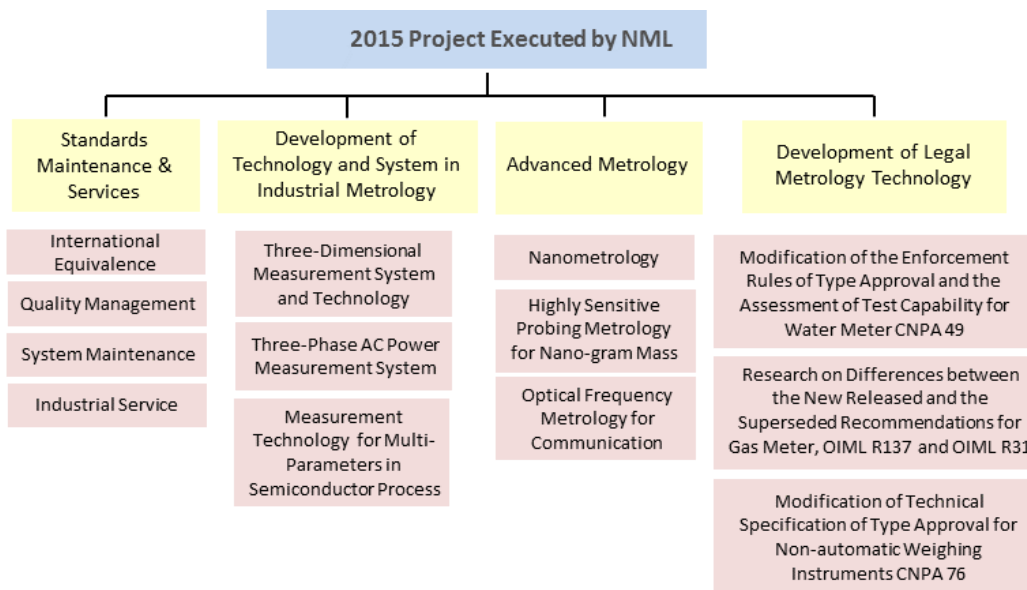 2015 Project Executed by NML
Standards
Maintenance &
Services
International
Equivalence
Quality Management
System Maintenance
Industrial Service
Development of
Technology and System in
Industrial Metrology
Three-Dimensional
Measurement System
and Technology
Three-Phase AC Power
Measurement System
Measurement
Technology for Multi-
Parameters in
Semiconductor Process
Advanced Metrology
Nanometrology
Highly Sensitive
Probing Metrology
for Nano-gram Mass
Optical Frequency
Metrology for
Communication
Development of Legal
Metrology Technology
Modification of the Enforcement
Rules of Type Approval and the
Assessment of Test Capability for
Water Meter CNPA 49
Research on Differences between
the New Released and the
Superseded Recommendations for
Gas Meter, OIML R137 and OIML R31
Modification of Technical
Specification of Type Approval for
Non-automatic Weighing
Instruments CNPA 76